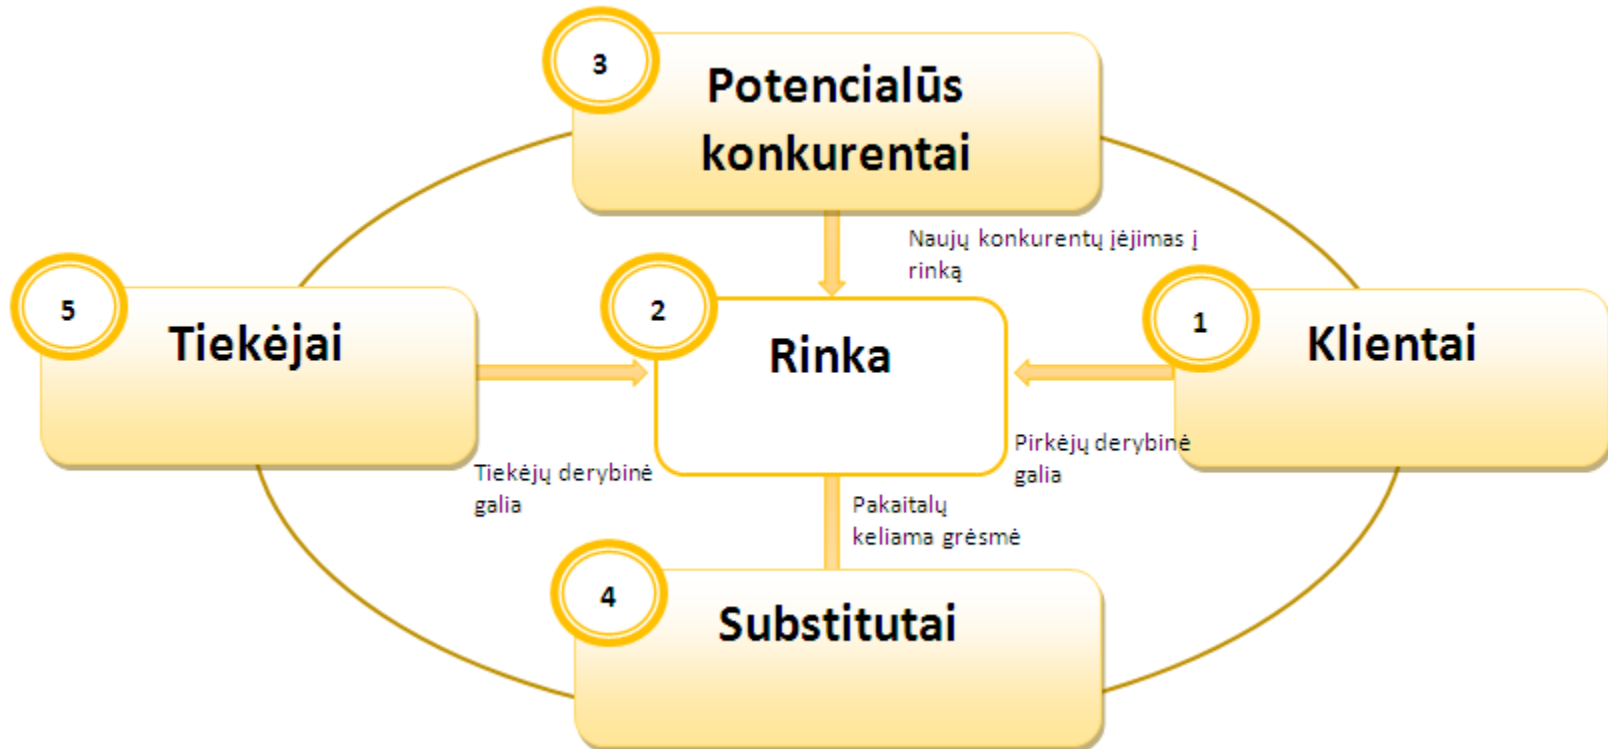 3
Potencialūs
konkurentai
Naujų konkurentų įėjimas į
rinką
5
Tiekėjai
2
Rinka
1
Klientai
Tiekėjų derybinė
galia
Pirkėjų derybinė
galia
Pakaitalų
keliama grėsmė
4
Substitutai